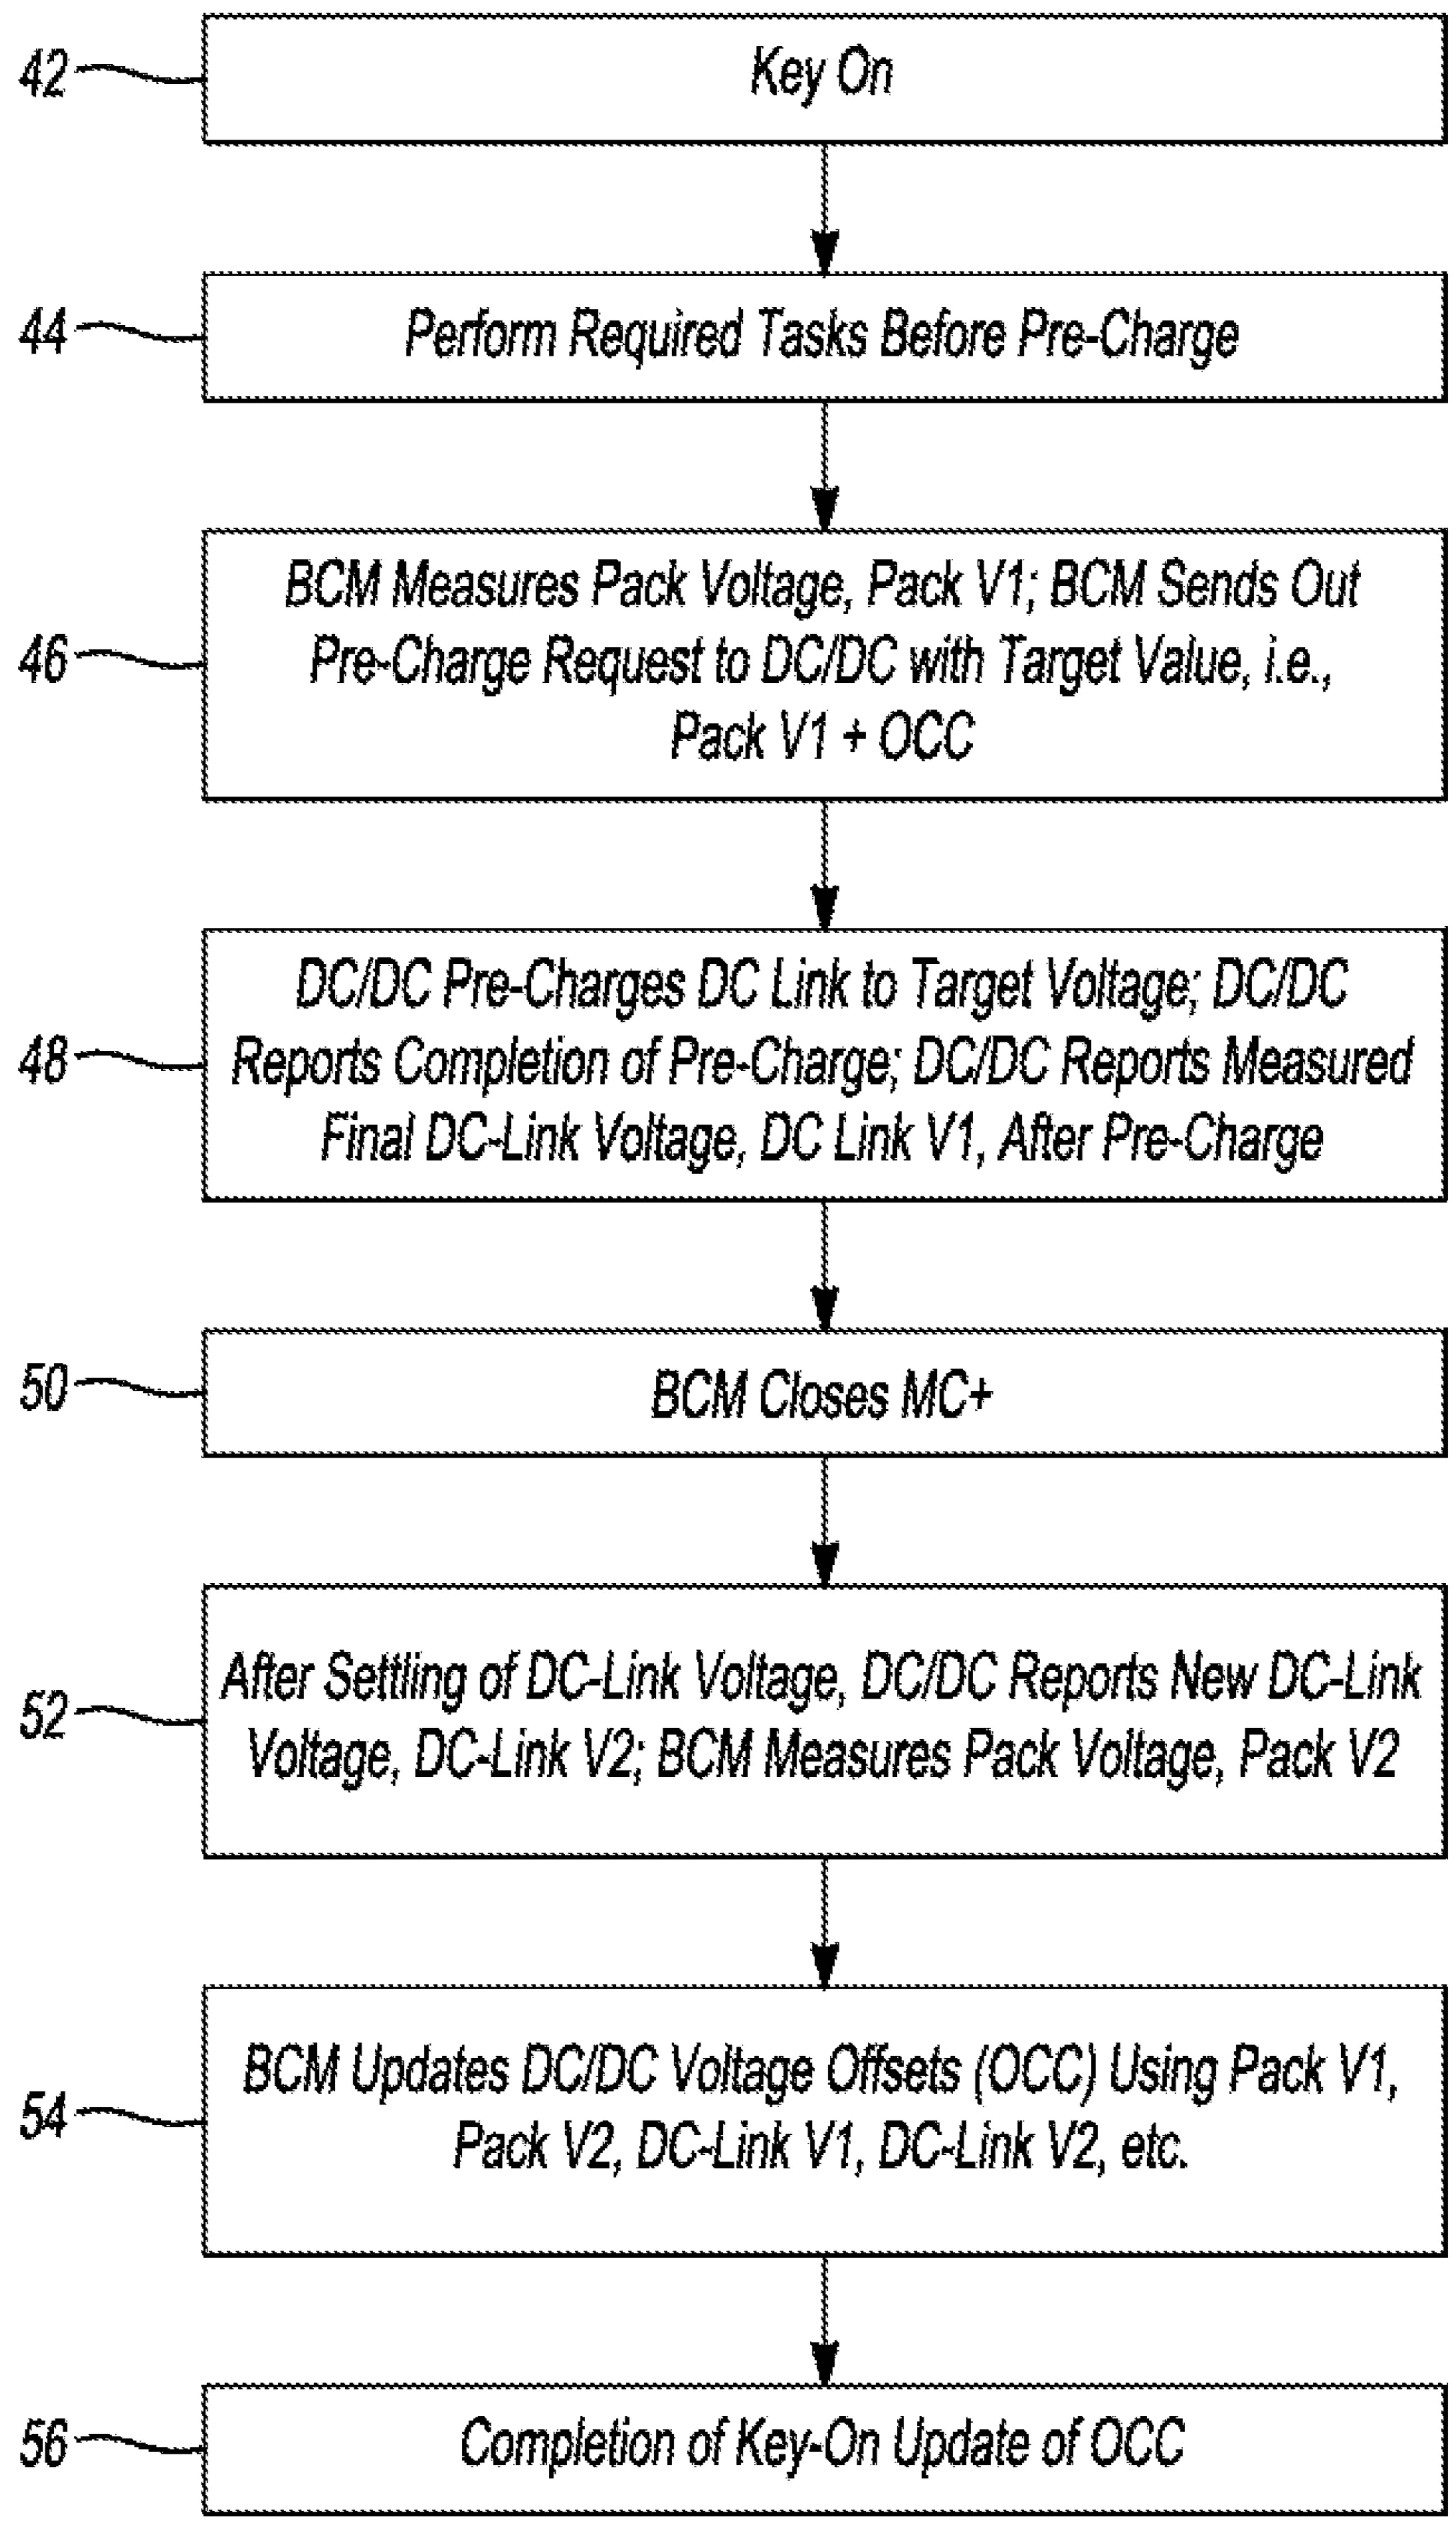 42
Key On
44
Perform Required Tasks Before Pre-Charge
46
BCM Measures Pack Voltage, Pack V1; BCM Sends Out
Pre-Charge Request to DC/DC with Target Value, i.e.,
Pack V1 + OCC
48
DC/DC Pre-Charges DC Link to Target Voltage; DC/DC
Reports Completion of Pre-Charge; DC/DC Reports Measured
Final DC-Link Voltage, DC Link V1, After Pre-Charge
50
BCM Closes MC+
52
After Settling of DC-Link Voltage, DC/DC Reports New DC-Link
Voltage, DC-Link V2; BCM Measures Pack Voltage, Pack V2
54
BCM Updates DC/DC Voltage Offsets (OCC) Using Pack V1,
Pack V2, DC-Link V1, DC-Link V2, etc.
56
Completion of Key-On Update of OCC